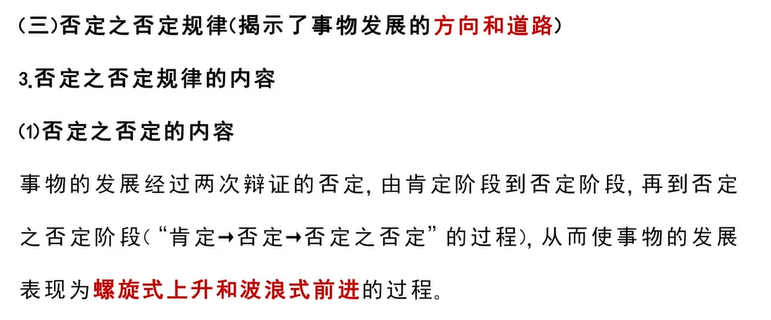 (三)否定之否定规律(揭示了事物发展的方向和道路)
3.否定之否定规律的内容
(1)否定之否定的内容
事物的发展经过两次辩证的否定,由肯定阶段到否定阶段,再到否定
之否定阶段(“肯定→否定→否定之否定”的过程),从而使事物的发展
表现为螺旋式上升和波浪式前进的过程。